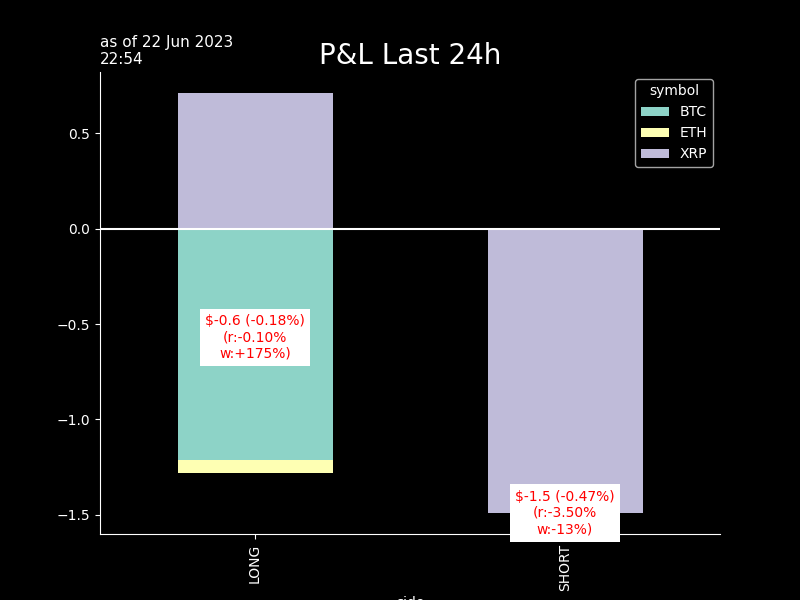 as of 22 Jun 2023
22:54
P&L Last 24h
symbol
BTC
ETH
XRP
0.5
0.0
−0.5
−1.0
−1.5
$-0.6 (-0.18%)
(r:-0.10%
w:+175%)
$-1.5 (-0.47%)
(r:-3.50%
w:-13%)
LONG
SHORT